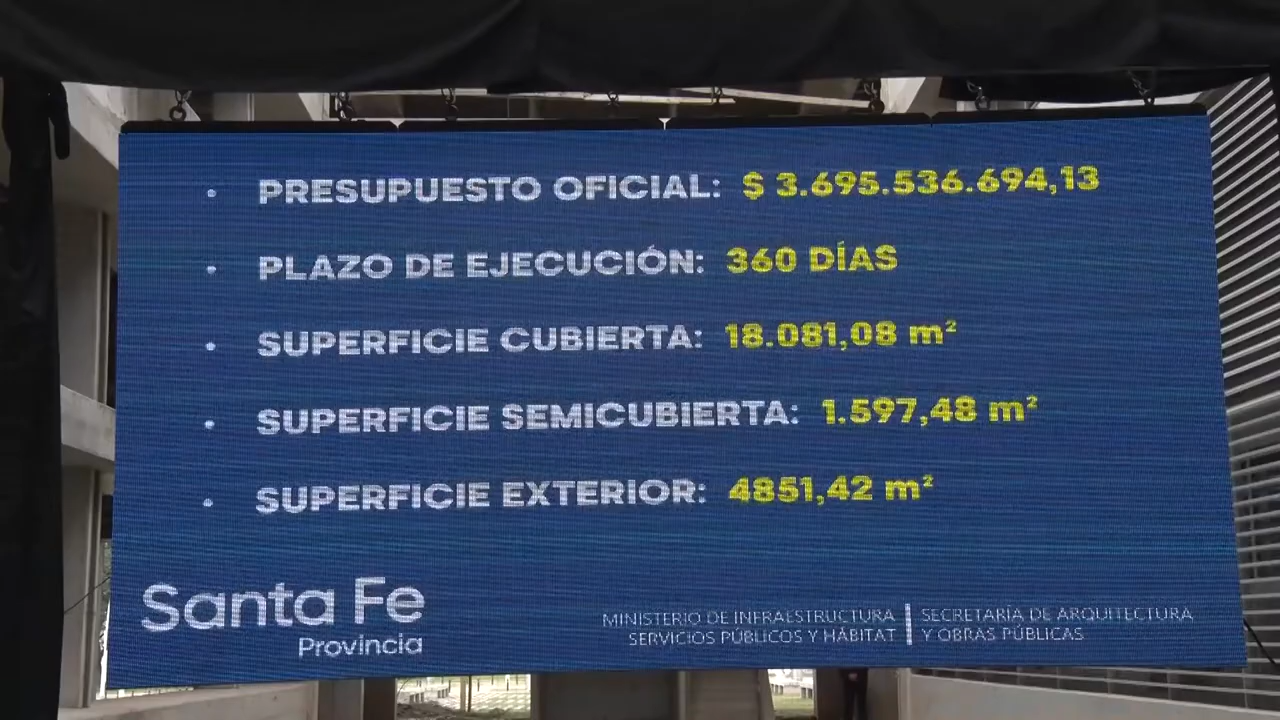 • PRESUPUESTO OFICIAL: $ 3.695.536.694,13
• PLAZO DE EJECUCIÓN: 360 DÍAS
• SUPERFICIE CUBIERTA: 18.081,08 m²
• SUPERFICIE SEMICUBIERTA: 1.597,48 m²
• SUPERFICIE EXTERIOR: 4851,42 m²
Santa Fe
Provincia
MINISTERIO DE INFRAESTRUCTURA
SERVICIOS PÚBLICOS Y HÁBITAT
SECRETARÍA DE ARQUITECTURA
Y OBRAS PÚBLICAS